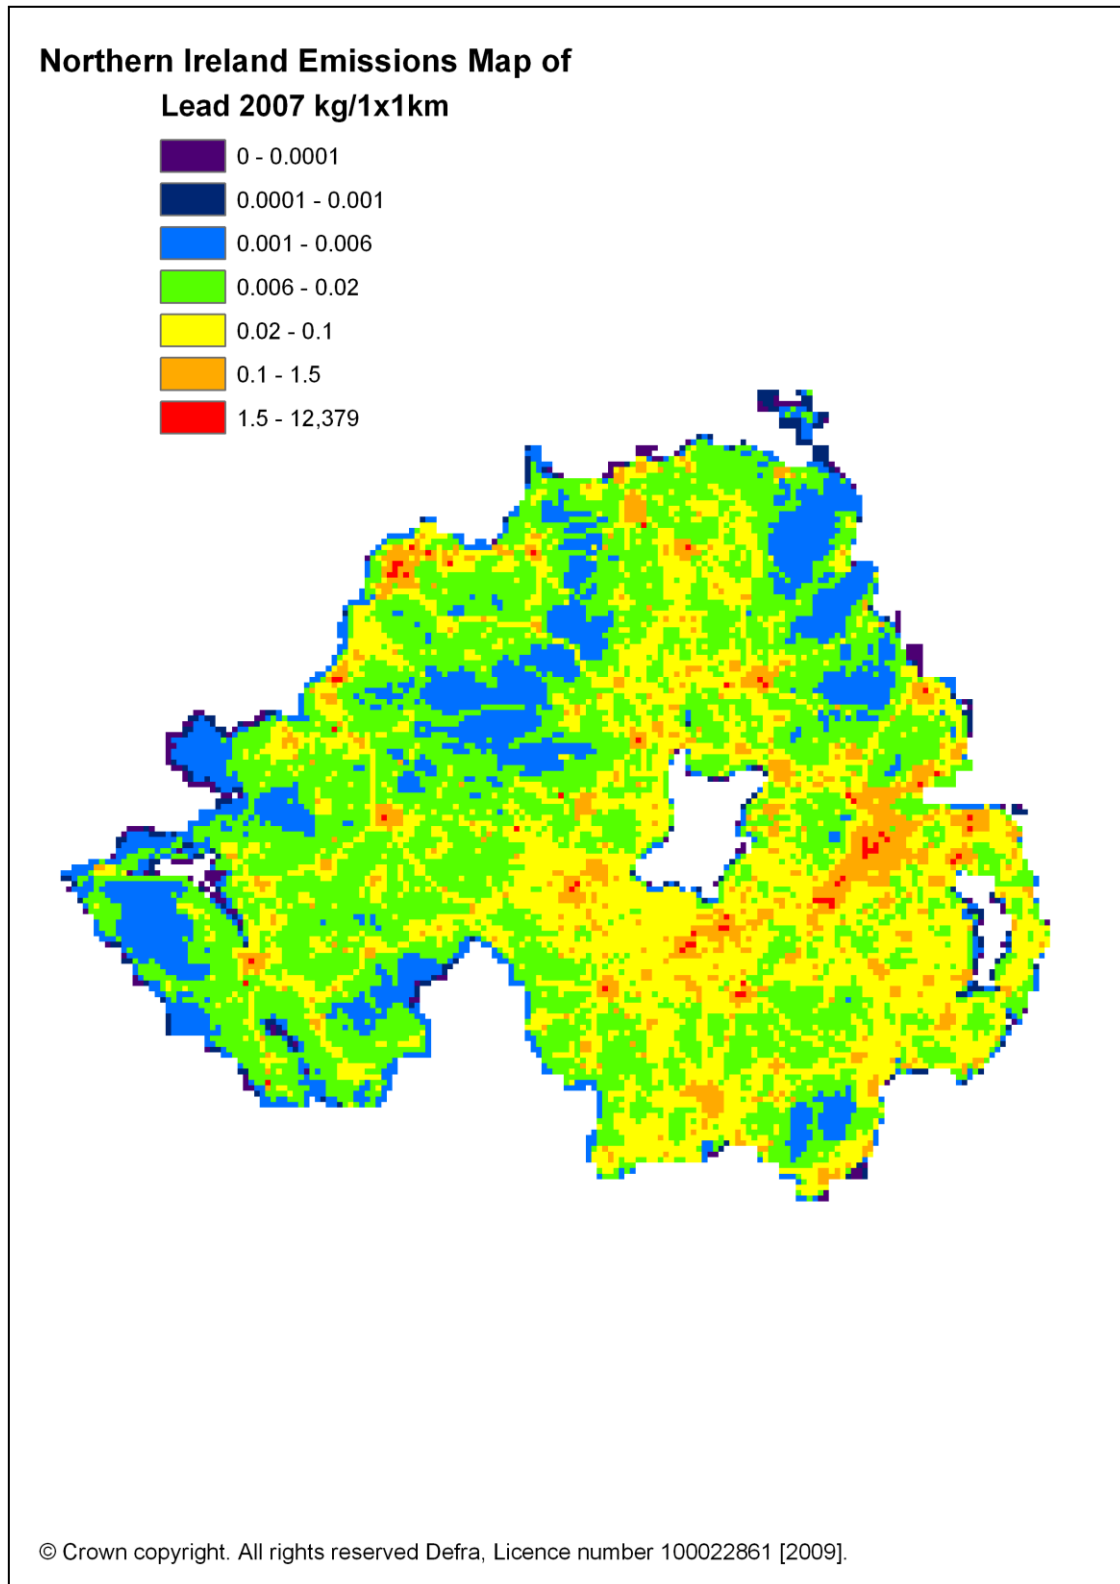 Northern Ireland Emissions Map of
Lead 2007 kg/1x1km
0 - 0.0001
0.0001 - 0.001
0.001 - 0.006
0.006 - 0.02
0.02 - 0.1
0.1 - 1.5
1.5 - 12,379
© Crown copyright. All rights reserved Defra, Licence number 100022861 [2009].